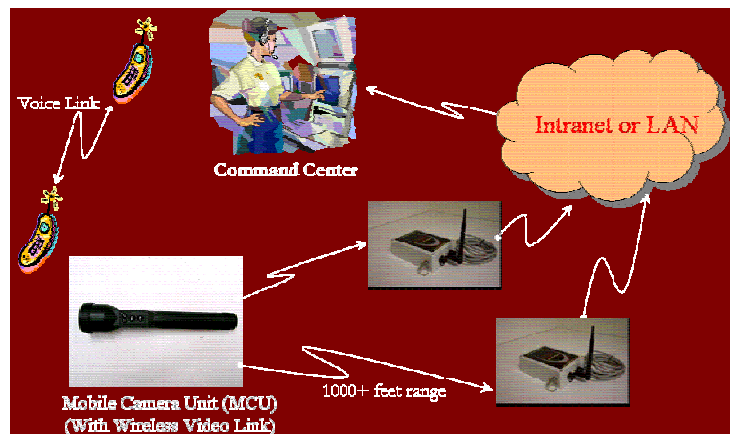 Voice Link
Command Center
Intranet or LAN
1000+ feet range
Mobile Camera Unit (MCU)
(With Wireless Video Link)